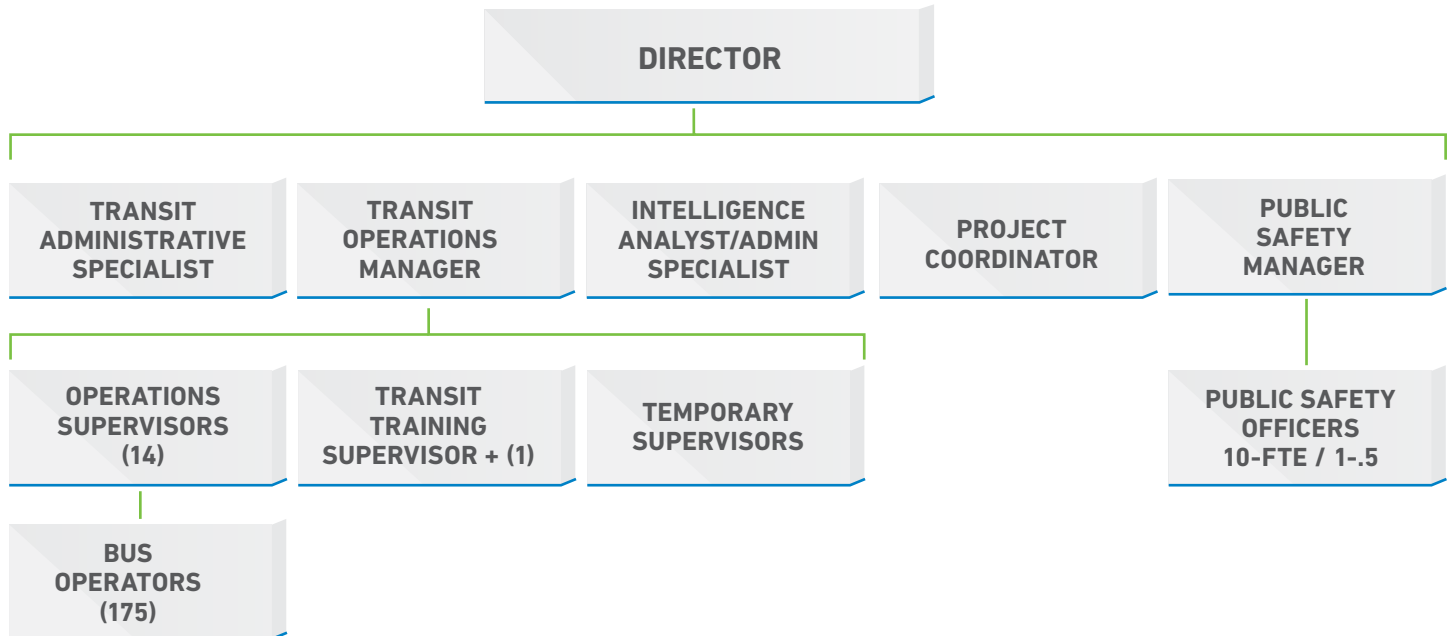 DIRECTOR
TRANSIT
ADMINISTRATIVE
SPECIALIST
TRANSIT
OPERATIONS
MANAGER
INTELLIGENCE
ANALYST/ADMIN
SPECIALIST
PROJECT
COORDINATOR
PUBLIC
SAFETY
MANAGER
OPERATIONS
SUPERVISORS
(14)
TRANSIT
TRAINING
SUPERVISOR + (1)
TEMPORARY
SUPERVISORS
PUBLIC SAFETY
OFFICERS
10-FTE / 1-.5
BUS
OPERATORS
(175)